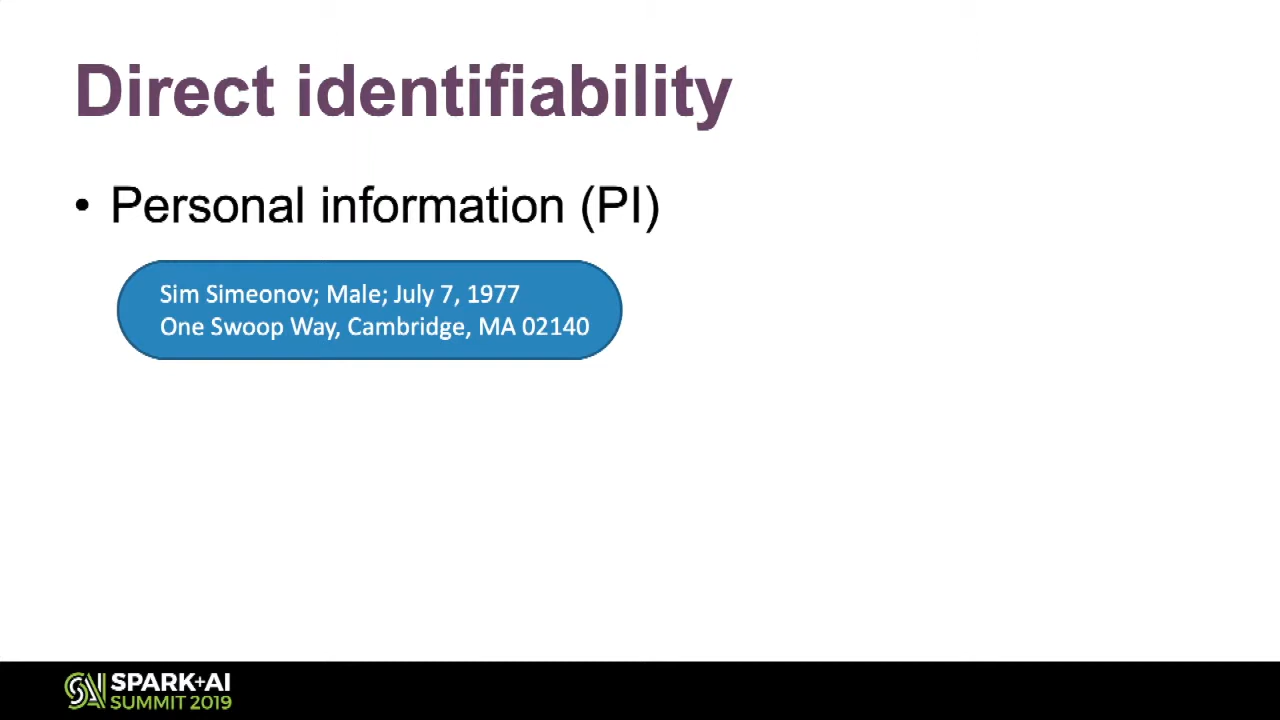 Direct identifiability
• Personal information (PI)
Sim Simeonov; Male; July 7, 1977
One Swoop Way, Cambridge, MA 02140
SPARK+AI
SUMMIT 2019